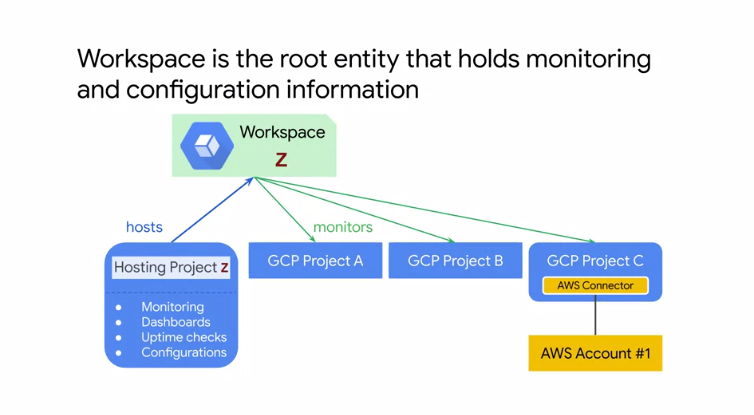 Workspace is the root entity that holds monitoring
and configuration information
Workspace
Z
hosts
monitors
Hosting Project Z
GCP Project A
GCP Project B
GCP Project C
AWS Connector
Monitoring
Dashboards
Uptime checks
Configurations
AWS Account #1